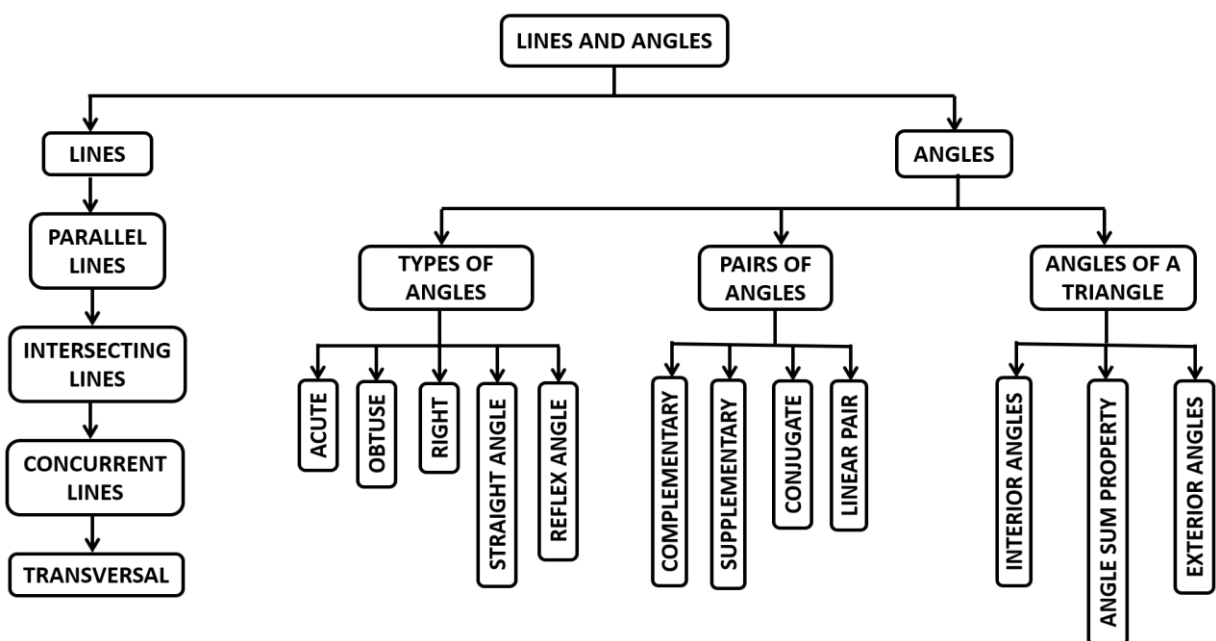 LINES AND ANGLES
LINES
ANGLES
PARALLEL
LINES
INTERSECTING
LINES
CONCURRENT
LINES
TRANSVERSAL
TYPES OF
ANGLES
PAIRS OF
ANGLES
ANGLES OF A
TRIANGLE
ACUTE
OBTUSE
RIGHT
STRAIGHT ANGLE
REFLEX ANGLE
COMPLEMENTARY
SUPPLEMENTARY
CONJUGATE
LINEAR PAIR
INTERIOR ANGLES
ANGLE SUM PROPERTY
EXTERIOR ANGLES